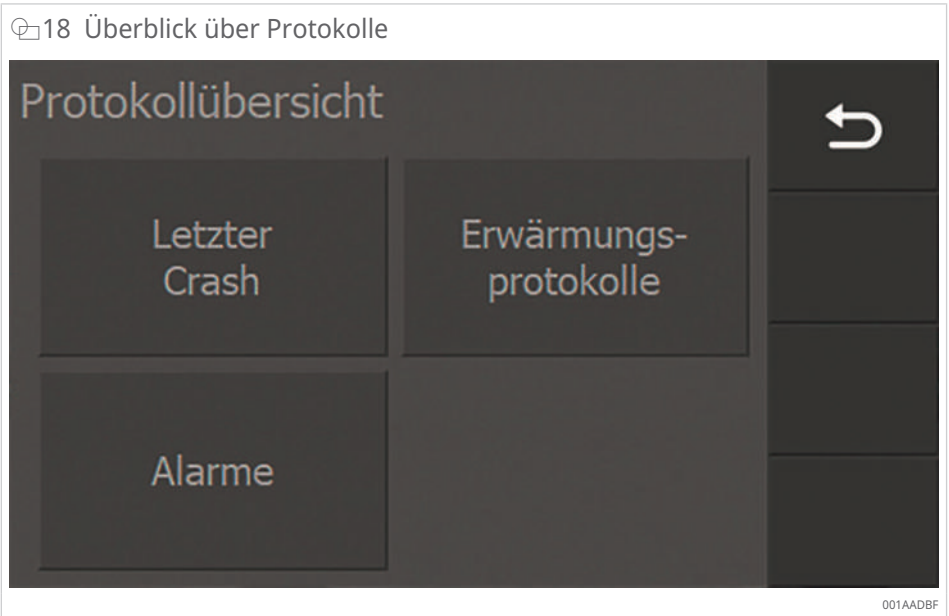 18 Überblick über Protokolle
Protokollübersicht
Letzter
Crash
Erwärmungs-
protokolle
Alarme
001AADBF